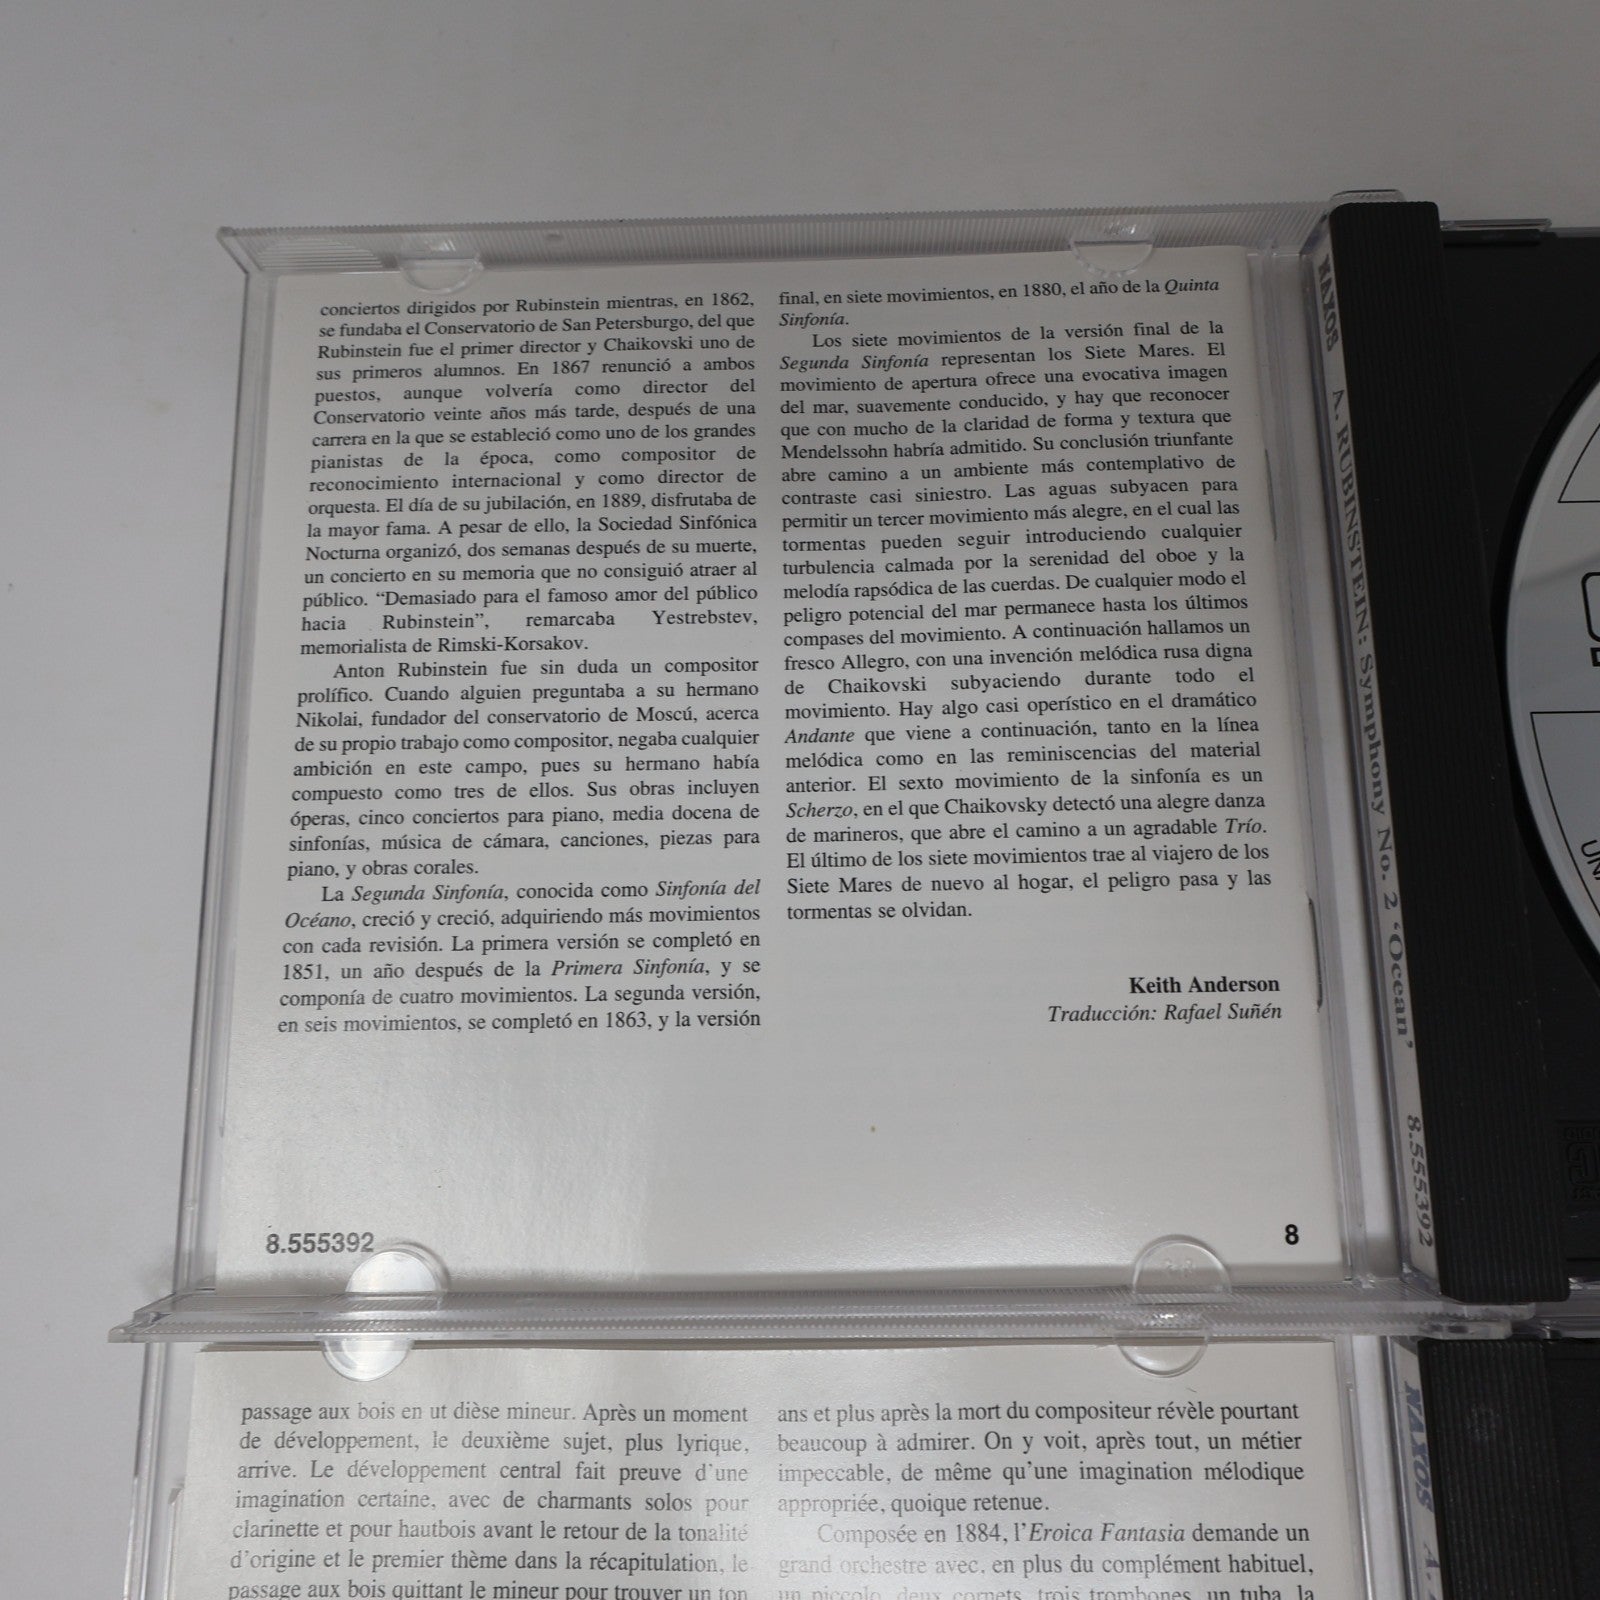 conciertos dirigidos por Rubinstein mientras, en 1862,
se fundaba el Conservatorio de San Petersburgo, del que
Rubinstein fue el primer director y Chaikovski uno de
sus primeros alumnos. En 1867 renunció a ambos
puestos, aunque volvería como director del
Conservatorio veinte años más tarde, después de una
carrera en la que se estableció como uno de los grandes
pianistas de la época, como compositor de
reconocimiento internacional y como director de
orquesta. El día de su jubilación, en 1889, disfrutaba de
la mayor fama. A pesar de ello, la Sociedad Sinfónica
Nocturna organizó, dos semanas después de su muerte,
un concierto en su memoria que no consiguió atraer al
público. “Demasiado para el famoso amor del público
hacia Rubinstein”, remarcaba Yestrebstev,
memorialista de Rimski-Korsakov.
Anton Rubinstein fue sin duda un compositor
prolífico. Cuando alguien preguntaba a su hermano
Nikolai, fundador del conservatorio de Moscú, acerca
de su propio trabajo como compositor, negaba cualquier
ambición en este campo, pues su hermano había
compuesto como tres de ellos. Sus obras incluyen
óperas, cinco conciertos para piano, media docena de
sinfonías, música de cámara, canciones, piezas para
piano, y obras corales.
La Segunda Sinfonía, conocida como Sinfonía del
Océano, creció y creció, adquiriendo más movimientos
con cada revisión. La primera versión se completó en
1851, un año después de la Primera Sinfonía, y se
componía de cuatro movimientos. La segunda versión,
en seis movimientos, se completó en 1863, y la versión
final, en siete movimientos, en 1880, el año de la Quinta
Sinfonía.
Los siete movimientos de la versión final de la
Segunda Sinfonía representan los Siete Mares. El
movimiento de apertura ofrece una evocativa imagen
del mar, suavemente conducido, y hay que reconocer
que con mucho de la claridad de forma y textura que
Mendelssohn habría admitido. Su conclusión triunfante
abre camino a un ambiente más contemplativo de
contraste casi siniestro. Las aguas subyacen para
permitir un tercer movimiento más alegre, en el cual las
tormentas pueden seguir introduciendo cualquier
turbulencia calmada por la serenidad del oboe y la
melodía rapsódica de las cuerdas. De cualquier modo el
peligro potencial del mar permanece hasta los últimos
compases del movimiento. A continuación hallamos un
fresco Allegro, con una invención melódica rusa digna
de Chaikovski subyaciendo durante todo el
movimiento. Hay algo casi operístico en el dramático
Andante que viene a continuación, tanto en la línea
melódica como en las reminiscencias del material
anterior. El sexto movimiento de la sinfonía es un
Scherzo, en el que Chaikovsky detectó una alegre danza
de marineros, que abre el camino a un agradable Trío.
El último de los siete movimientos trae al viajero de los
Siete Mares de nuevo al hogar, el peligro pasa y las
tormentas se olvidan.
Keith Anderson
Traducción: Rafael Suñén
8.555392
8
NAXOS A. RUBINSTEIN: Symphony No. 2 ‘Ocean’ 8.555392
passage aux bois en ut dièse mineur. Après un moment
de développement, le deuxième sujet, plus lyrique,
arrive. Le développement central fait preuve d'une
imagination certaine, avec de charmants solos pour
clarinette et pour hautbois avant le retour de la tonalité
d'origine et le premier thème dans la récapitulation, le
passage aux bois quittant le mineur pour trouver un ton
ans et plus après la mort du compositeur révèle pourtant
beaucoup à admirer. On y voit, après tout, un métier
impeccable, de même qu'une imagination mélodique
appropriée, quoique retenue.
Composée en 1884, l'Eroica Fantasia demande un
grand orchestre avec, en plus du complément habituel,
un piccolo, deux cornets, trois trombones, un tuba, la
NAXOS A.